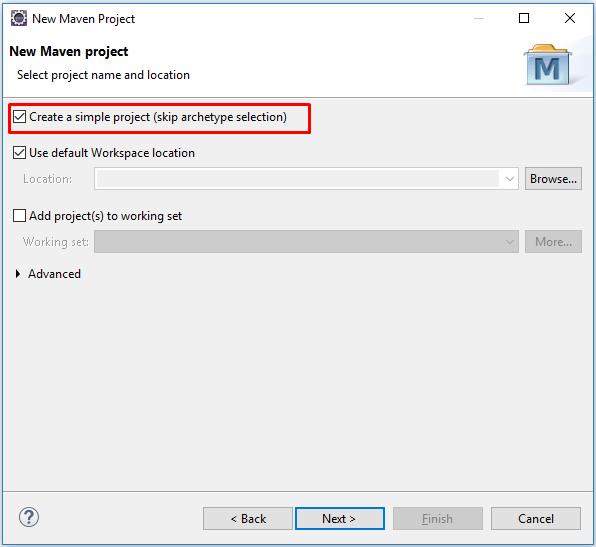 New Maven Project
New Maven project
Select project name and location
M
Create a simple project (skip archetype selection)
Use default Workspace location
Location:
Browse...
Add project(s) to working set
Working set:
More...
Advanced
?
< Back
Next >
Finish
Cancel